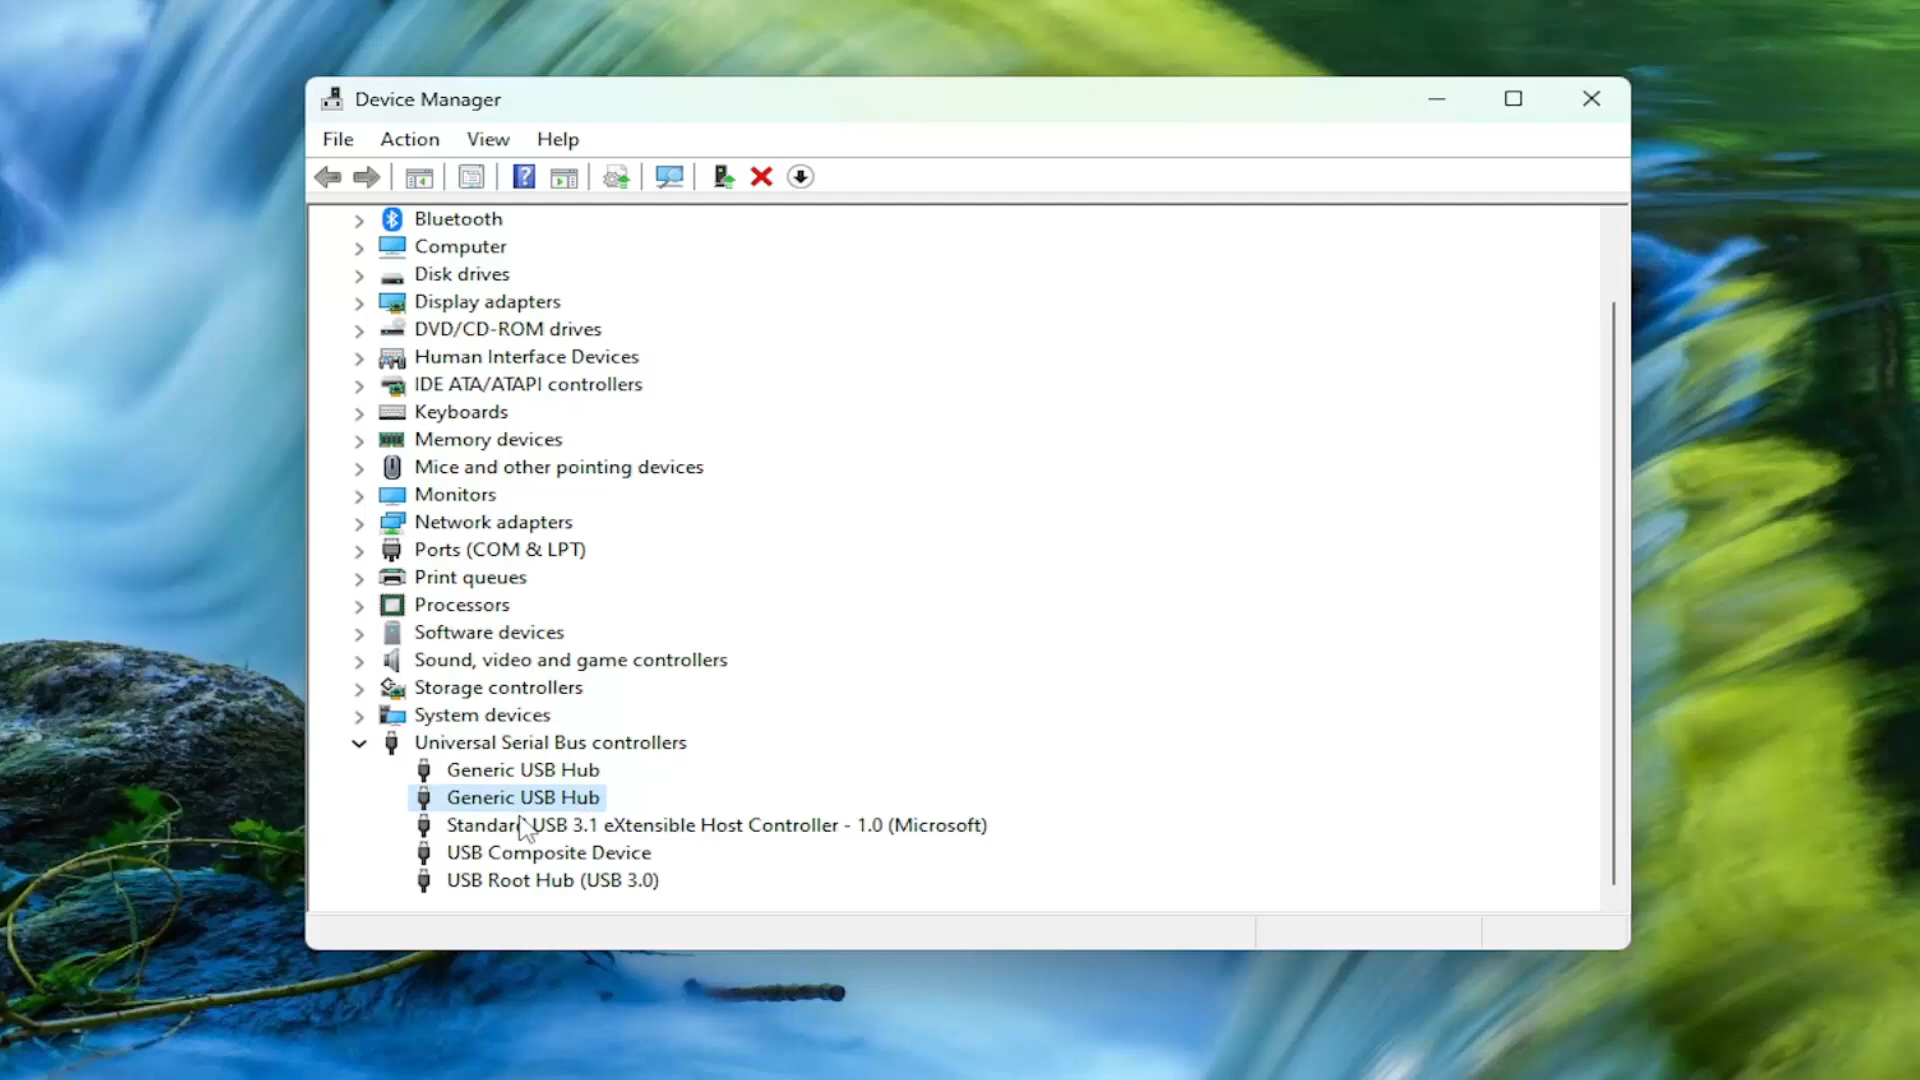 Device Manager
File Action View Help
Bluetooth
Computer
Disk drives
Display adapters
DVD/CD-ROM drives
Human Interface Devices
IDE ATA/ATAPI controllers
Keyboards
Memory devices
Mice and other pointing devices
Monitors
Network adapters
Ports (COM & LPT)
Print queues
Processors
Software devices
Sound, video and game controllers
Storage controllers
System devices
Universal Serial Bus controllers
Generic USB Hub
Generic USB Hub
Standard USB 3.1 eXtensible Host Controller - 1.0 (Microsoft)
USB Composite Device
USB Root Hub (USB 3.0)